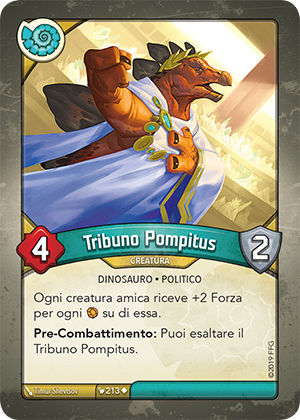 Tribuno Pompitus
CREATURA
4
2
DINOSAURO • POLITICO
Ogni creatura amica riceve +2 Forza
per ogni su di essa.
Pre-Combattimento: Puoi esaltare il
Tribuno Pompitus.
Timur Shevtsov
213
©2019 FFG